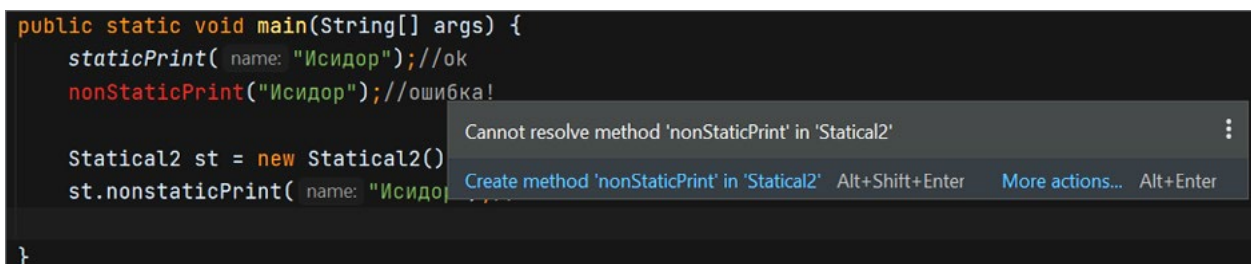 public static void main(String[] args) {
staticPrint( name: "Исидор");//ok
nonStaticPrint("Исидор");//ошибка!
Cannot resolve method 'nonStaticPrint' in 'Statical2'
Statical2 st = new Statical2()
Create method 'nonStaticPrint' in 'Statical2' Alt+Shift+Enter More actions... Alt+Enter
st.nonstaticPrint( name: "Исидо
}